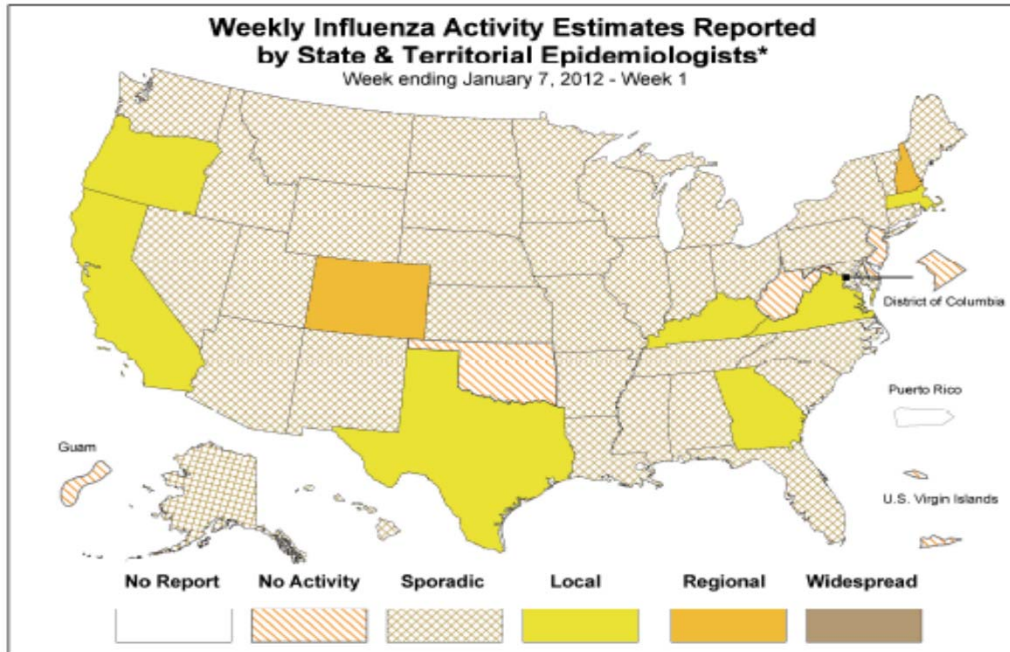 Weekly Influenza Activity Estimates Reported
by State & Territorial Epidemiologists*
Week ending January 7, 2012 - Week 1
District of Columbia
Puerto Rico
Guam
U.S. Virgin Islands
No Report No Activity Sporadic Local Regional Widespread